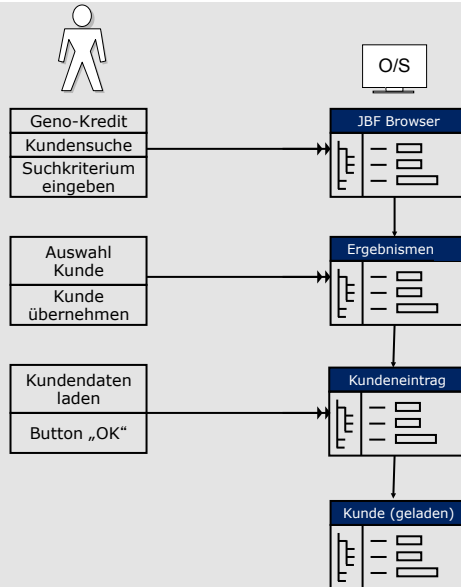 O/S
Geno-Kredit
Kundensuche
Suchkriterium
eingeben
JBF Browser
Auswahl
Kunde
Kunde
übernehmen
Ergebnismen
Kundendaten
laden
Button „OK“
Kundeneintrag
Kunde (geladen)